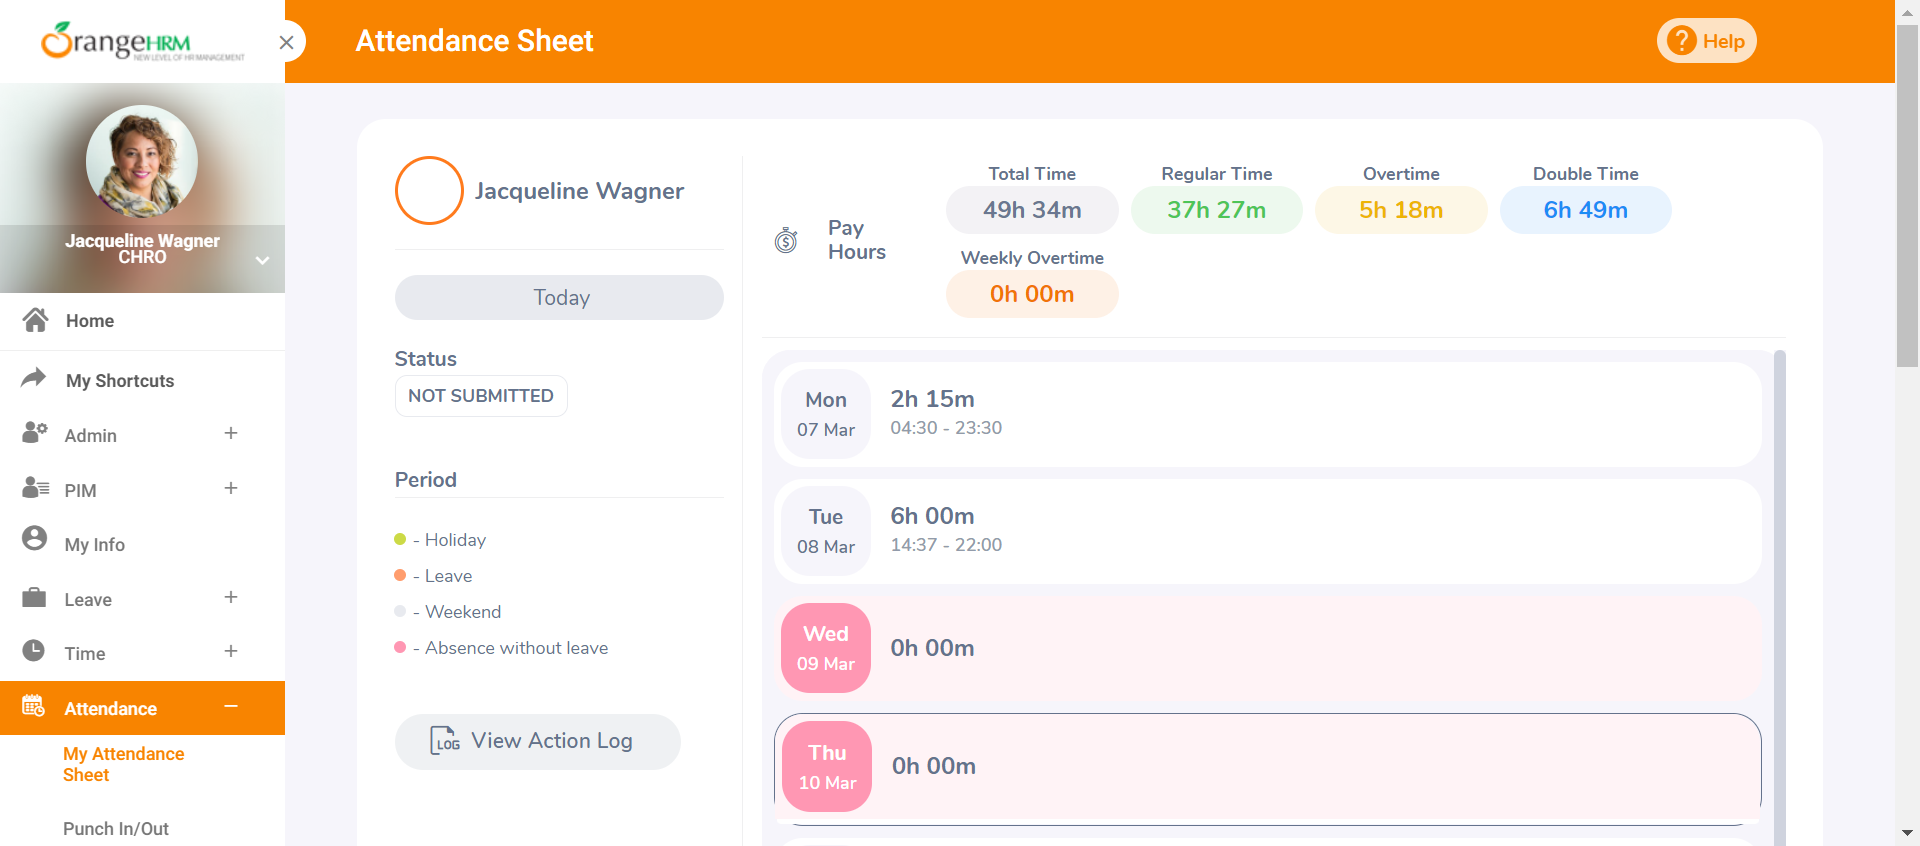 OrangeHRM
NEW LEVEL OF HR MANAGEMENT
Attendance Sheet
? Help
Jacqueline Wagner
CHRO
Home
My Shortcuts
Admin
PIM
My Info
Leave
Time
Attendance
My Attendance
Sheet
Punch In/Out
Jacqueline Wagner
Today
Status
NOT SUBMITTED
Period
- Holiday
- Leave
- Weekend
- Absence without leave
LOG View Action Log
Pay
Hours
Total Time
49h 34m
Regular Time
37h 27m
Overtime
5h 18m
Double Time
6h 49m
Weekly Overtime
0h 00m
Mon
07 Mar
2h 15m
04:30 - 23:30
Tue
08 Mar
6h 00m
14:37 - 22:00
Wed
09 Mar
0h 00m
Thu
10 Mar
0h 00m